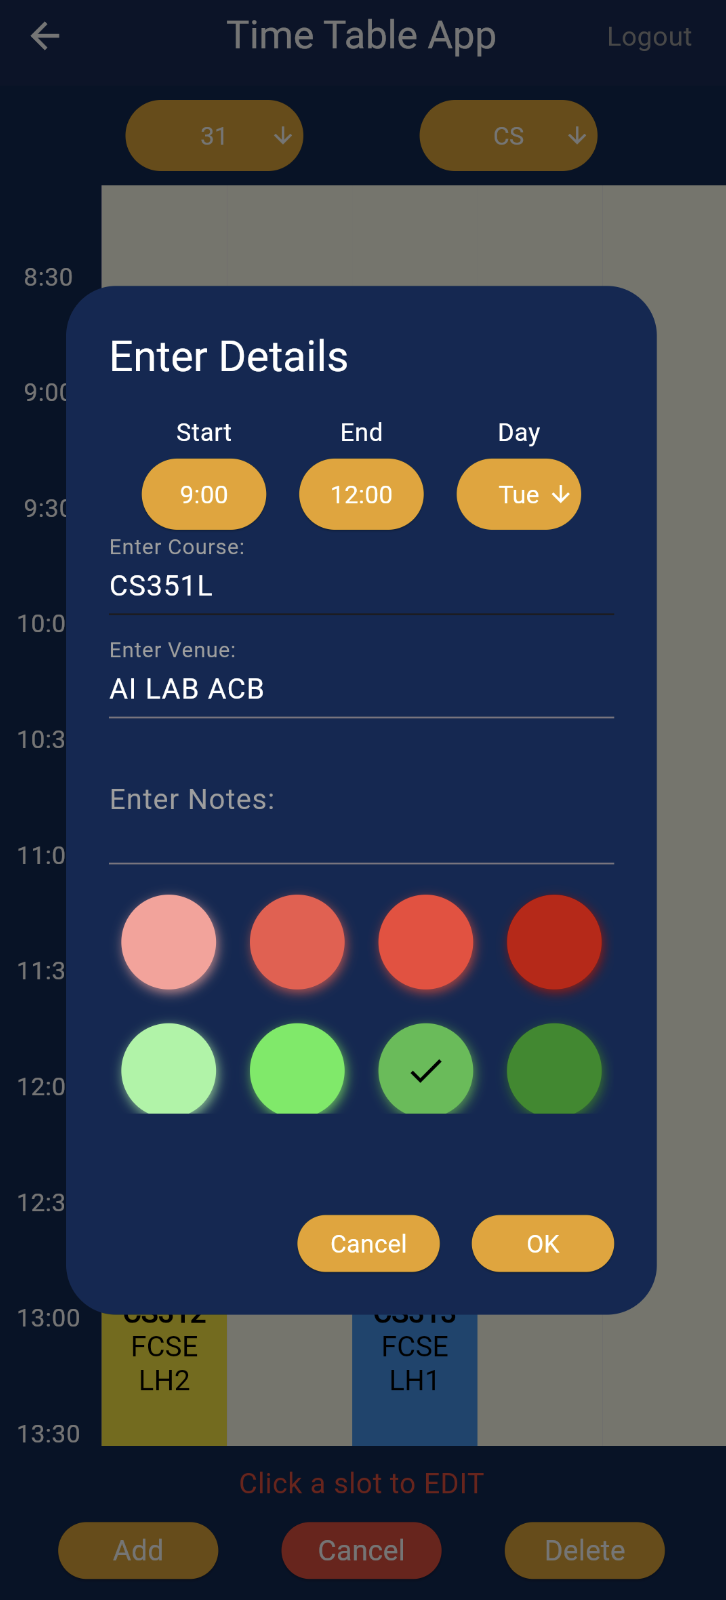 Time Table App
Logout
31
CS
8:30
Enter Details
9:00
Start End Day
9:00 12:00 Tue
9:30
Enter Course:
CS351L
10:0
Enter Venue:
AI LAB ACB
10:3
Enter Notes:
11:0
11:3
12:0
12:3
Cancel OK
13:00
CS312 CS313
FCSE FCSE
LH2 LH1
13:30
Click a slot to EDIT
Add Cancel Delete